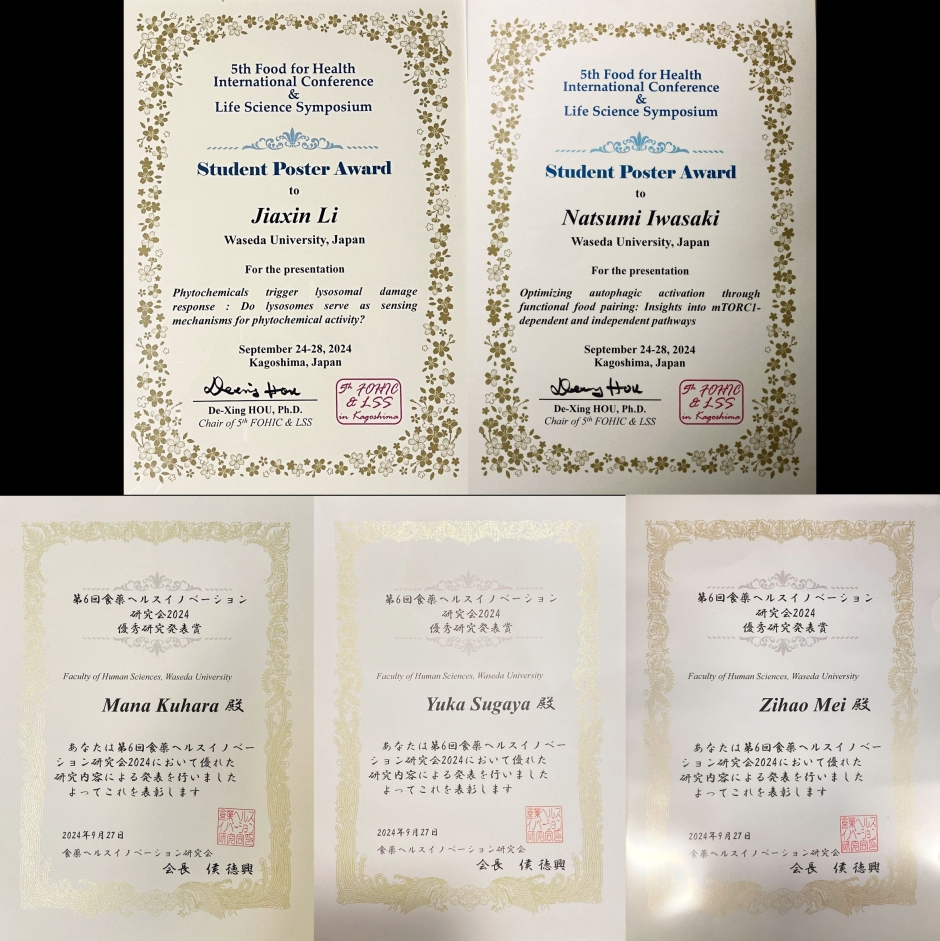 5th Food for Health
International Conference
&
Life Science Symposium
Student Poster Award
to
Jiaxin Li
Waseda University, Japan
For the presentation
Phytochemicals trigger lysosomal damage
response : Do lysosomes serve as sensing
mechanisms for phytochemical activity?
September 24-28, 2024
Kagoshima, Japan
De-Xing HOU, Ph.D.
Chair of 5th FOHIC & LSS
5th FOHIC
& LSS
in Kagoshima
5th Food for Health
International Conference
&
Life Science Symposium
Student Poster Award
to
Natsumi Iwasaki
Waseda University, Japan
For the presentation
Optimizing autophagic activation through
functional food pairing: Insights into mTORC1-
dependent and independent pathways
September 24-28, 2024
Kagoshima, Japan
De-Xing HOU, Ph.D.
Chair of 5th FOHIC & LSS
5th FOHIC
& LSS
in Kagoshima
第6回食薬ヘルスイノベーション
研究会2024
優秀研究発表賞
Faculty of Human Sciences, Waseda University
Mana Kuhara 殿
あなたは第6回食薬ヘルスイノベー
ション研究会2024において優れた
研究内容による発表を行いました
よってこれを表彰します
2024年9月27日
食薬ヘルスイノベーション研究会
会長 侯 徳興
第6回食薬ヘルスイノベーション
研究会2024
優秀研究発表賞
Faculty of Human Sciences, Waseda University
Yuka Sugaya 殿
あなたは第6回食薬ヘルスイノベー
ション研究会2024において優れた
研究内容による発表を行いました
よってこれを表彰します
2024年9月27日
食薬ヘルスイノベーション研究会
会長 侯 徳興
第6回食薬ヘルスイノベーション
研究会2024
優秀研究発表賞
Faculty of Human Sciences, Waseda University
Zihao Mei 殿
あなたは第6回食薬ヘルスイノベー
ション研究会2024において優れた
研究内容による発表を行いました
よってこれを表彰します
2024年9月27日
食薬ヘルスイノベーション研究会
会長 侯 徳興